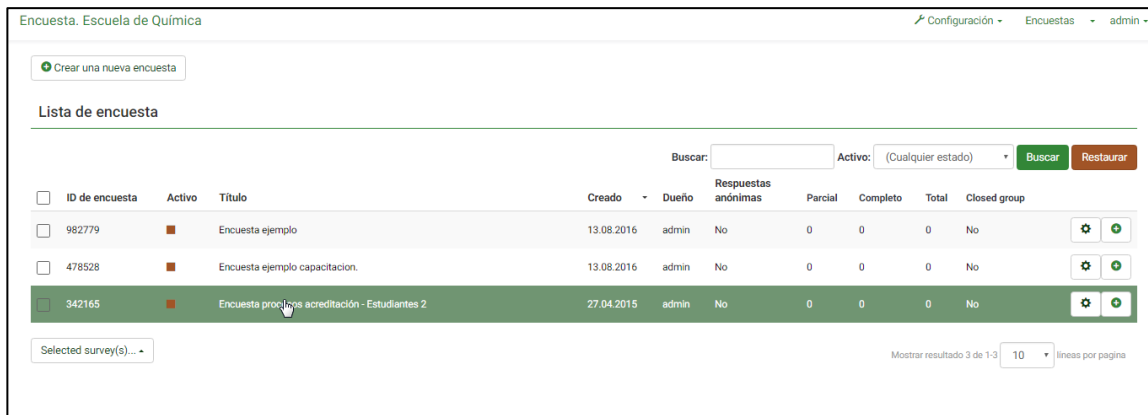 Encuesta. Escuela de Química Configuración Encuestas admin
Crear una nueva encuesta
Lista de encuesta
Buscar: Activo: (Cualquier estado) Buscar Restaurar
ID de encuesta Activo Título Creado Dueño Respuestas anónimas Parcial Completo Total Closed group
982779 Encuesta ejemplo 13.08.2016 admin No 0 0 0 No
478528 Encuesta ejemplo capacitacion. 13.08.2016 admin No 0 0 0 No
342165 Encuesta acreditación - Estudiantes 2 27.04.2015 admin No 0 0 0 No
Selected survey(s)... Mostrar resultado 3 de 1-3 10 líneas por pagina